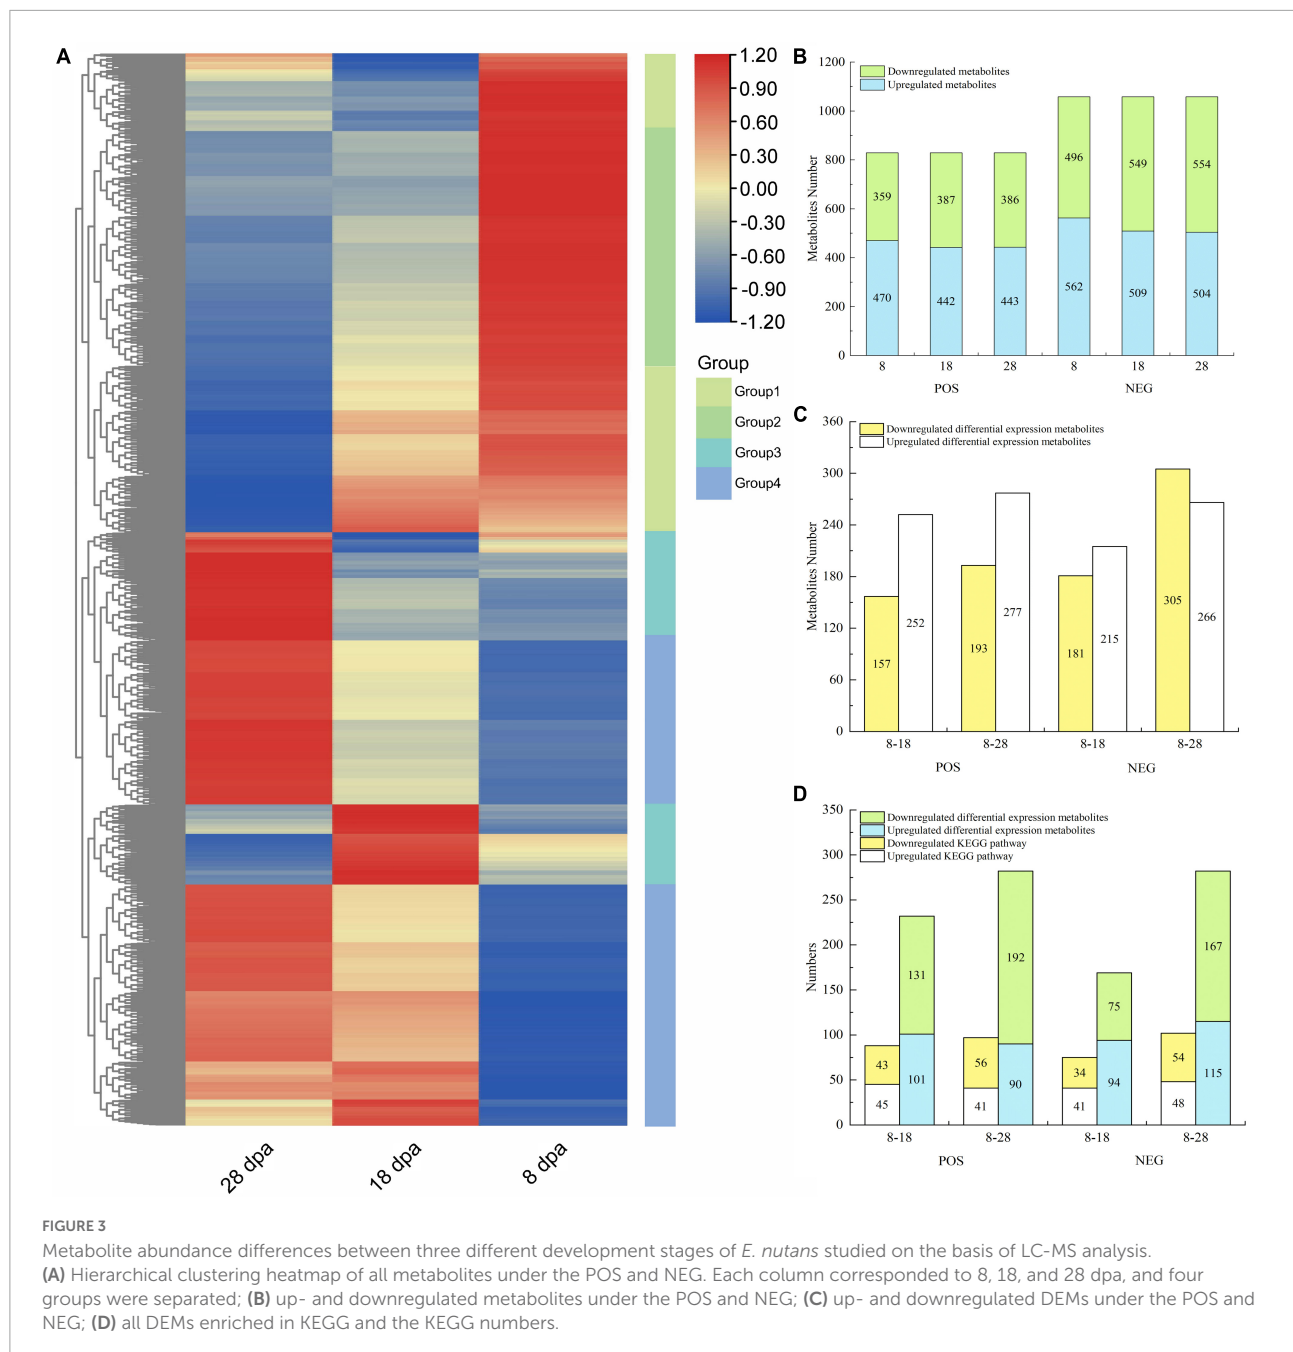 A
1.20
0.90
0.60
0.30
0.00
-0.30
-0.60
-0.90
-1.20
Group
Group1
Group2
Group3
Group4
28 dpa
18 dpa
8 dpa
B
1200
1000
800
600
400
200
0
Metabolites Number
Downregulated metabolites
Upregulated metabolites
359
387
386
496
549
554
470
442
443
562
509
504
8
18
28
8
18
28
POS
NEG
C
360
300
240
180
120
60
0
Metabolites Number
Downregulated differential expression metabolites
Upregulated differential expression metabolites
157
252
193
277
181
215
305
266
8-18
8-28
8-18
8-28
POS
NEG
D
350
300
250
200
150
100
50
0
Numbers
Downregulated differential expression metabolites
Upregulated differential expression metabolites
Downregulated KEGG pathway
Upregulated KEGG pathway
43
45
131
101
56
41
192
90
34
41
75
94
54
48
167
115
8-18
8-28
8-18
8-28
POS
NEG
FIGURE 3
Metabolite abundance differences between three different development stages of E. nutans studied on the basis of LC-MS analysis.
(A) Hierarchical clustering heatmap of all metabolites under the POS and NEG. Each column corresponded to 8, 18, and 28 dpa, and four
groups were separated; (B) up- and downregulated metabolites under the POS and NEG; (C) up- and downregulated DEMs under the POS and
NEG; (D) all DEMs enriched in KEGG and the KEGG numbers.